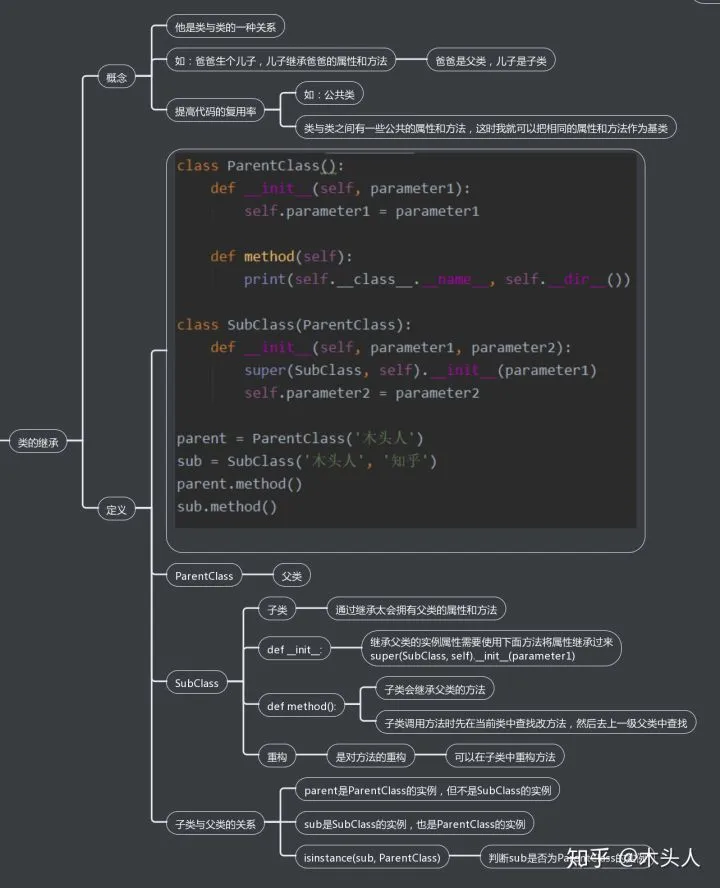 类的继承
概念
他是类与类的一种关系
如：爸爸生个儿子，儿子继承爸爸的属性和方法
爸爸是父类，儿子是子类
提高代码的复用率
如：公共类
类与类之间有一些公共的属性和方法，这时我就可以把相同的属性和方法作为基类
定义
class ParentClass():
def __init__(self, parameter1):
self.parameter1 = parameter1
def method(self):
print(self.__class__.__name__, self.__dir__())
class SubClass(ParentClass):
def __init__(self, parameter1, parameter2):
super(SubClass, self).__init__(parameter1)
self.parameter2 = parameter2
parent = ParentClass('木头人')
sub = SubClass('木头人', '知乎')
parent.method()
sub.method()
ParentClass
父类
SubClass
子类
通过继承太会拥有父类的属性和方法
def __init__:
继承父类的实例属性需要使用下面方法将属性继承过来
super(SubClass, self).__init__(parameter1)
def method():
子类会继承父类的方法
子类调用方法时先在当前类中查找改方法，然后去上一级父类中查找
重构
是对方法的重构
可以在子类中重构方法
子类与父类的关系
parent是ParentClass的实例，但不是SubClass的实例
sub是SubClass的实例，也是ParentClass的实例
isinstance(sub, ParentClass)
判断sub是否为ParentClass的
知乎 @木头人